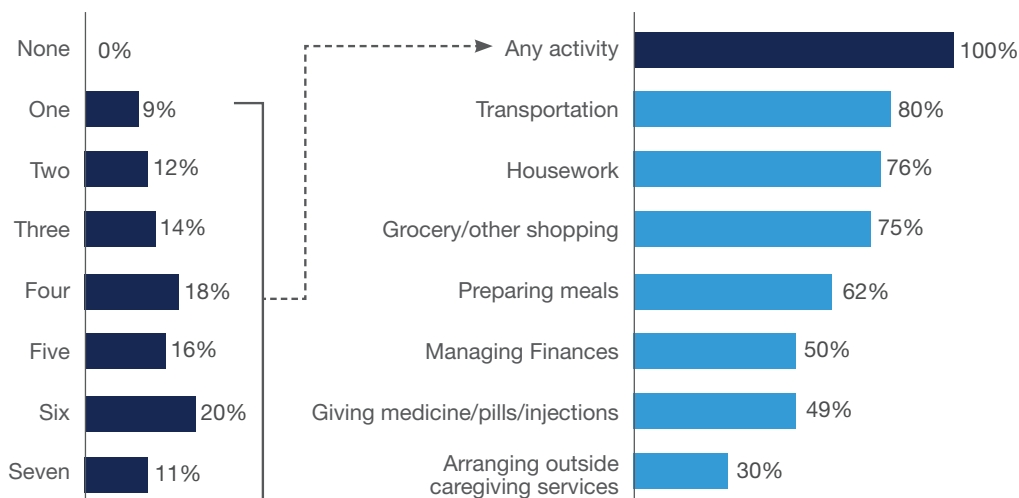 None 0%
One 9%
Two 12%
Three 14%
Four 18%
Five 16%
Six 20%
Seven 11%
Any activity 100%
Transportation 80%
Housework 76%
Grocery/other shopping 75%
Preparing meals 62%
Managing Finances 50%
Giving medicine/pills/injections 49%
Arranging outside
caregiving services 30%